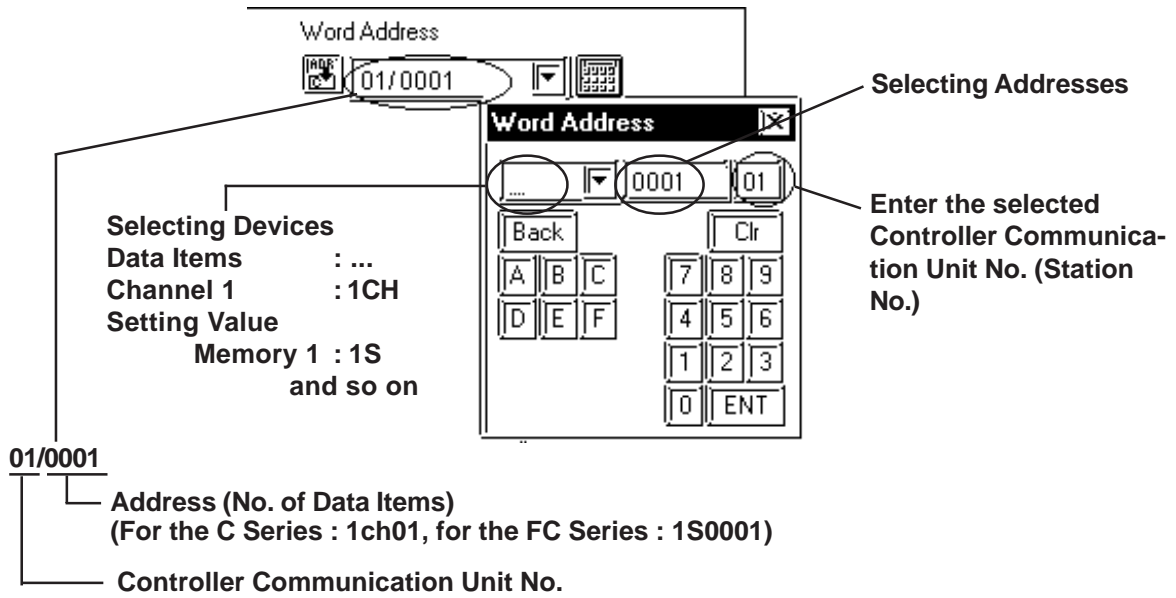 Word Address
01/0001
Selecting Addresses
Word Address
.... 0001 01
Selecting Devices
Data Items : ...
Channel 1 : 1CH
Setting Value
Memory 1 : 1S
and so on
Enter the selected
Controller Communica-
tion Unit No. (Station
No.)
Back Clr
A B C 7 8 9
D E F 4 5 6
1 2 3
0 ENT
01/0001
Address (No. of Data Items)
(For the C Series : 1ch01, for the FC Series : 1S0001)
Controller Communication Unit No.